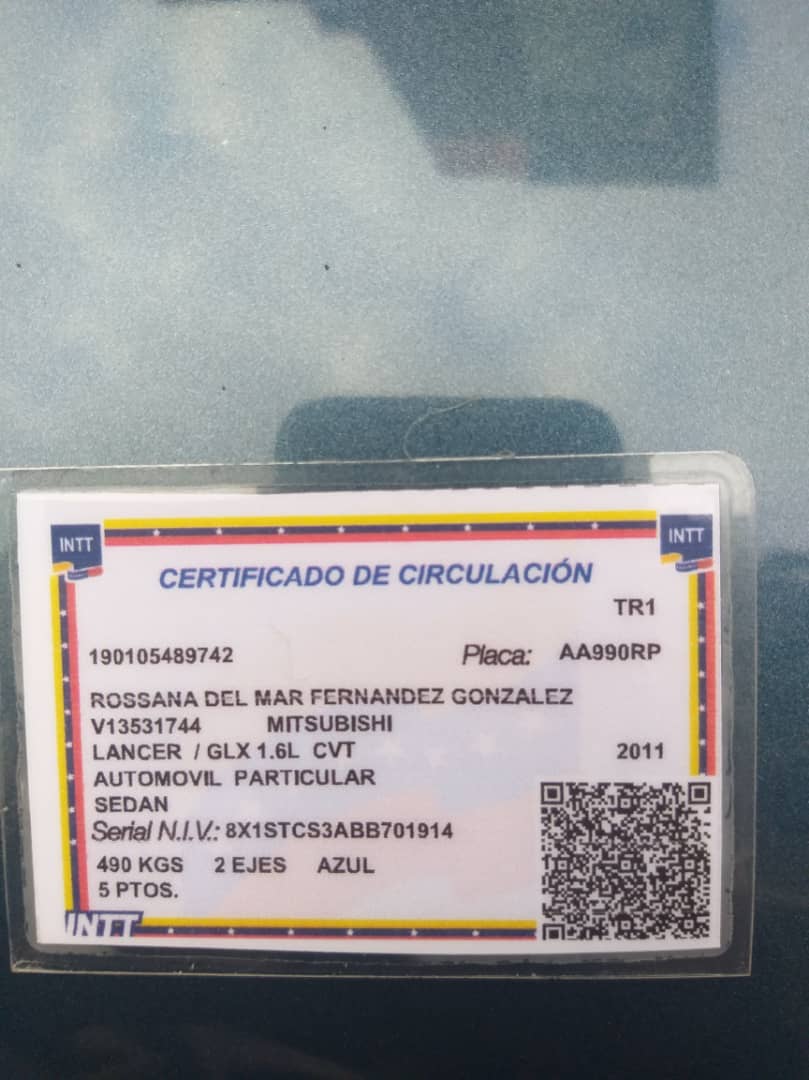 INTT
INTT
CERTIFICADO DE CIRCULACIÓN
TR1
190105489742 Placa: AA990RP
ROSSANA DEL MAR FERNANDEZ GONZALEZ
V13531744 MITSUBISHI
LANCER / GLX 1.6L CVT 2011
AUTOMOVIL PARTICULAR
SEDAN
Serial N.I.V.: 8X1STCS3ABB701914
490 KGS 2 EJES AZUL
5 PTOS.
INTT